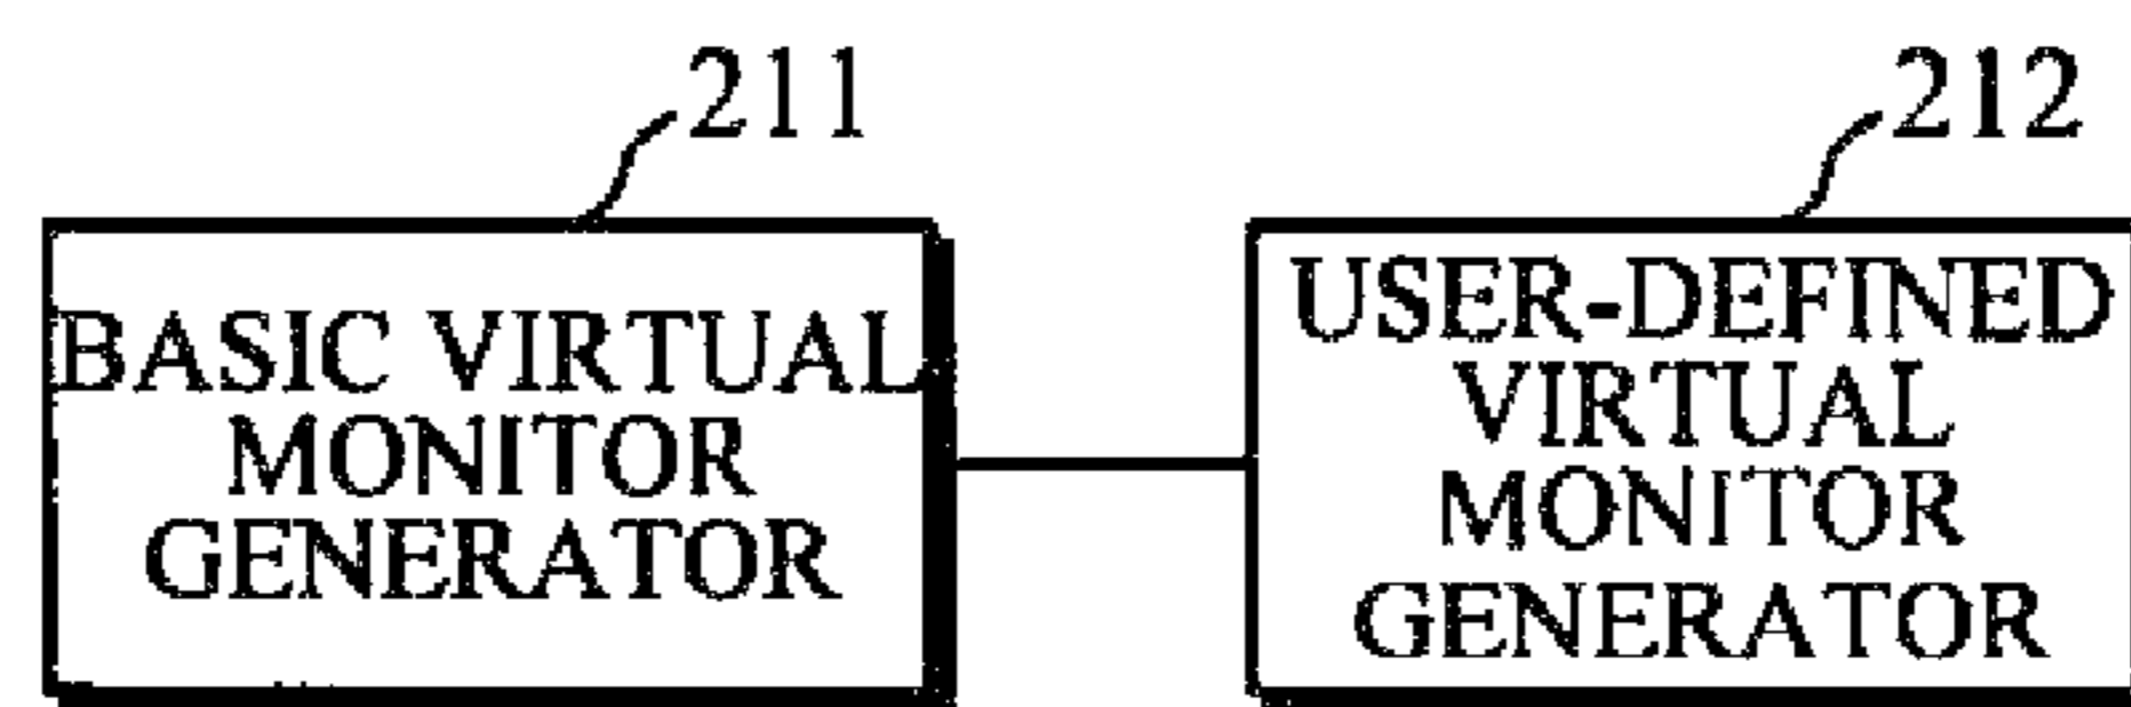 211
BASIC VIRTUAL
MONITOR
GENERATOR
212
USER-DEFINED
VIRTUAL
MONITOR
GENERATOR